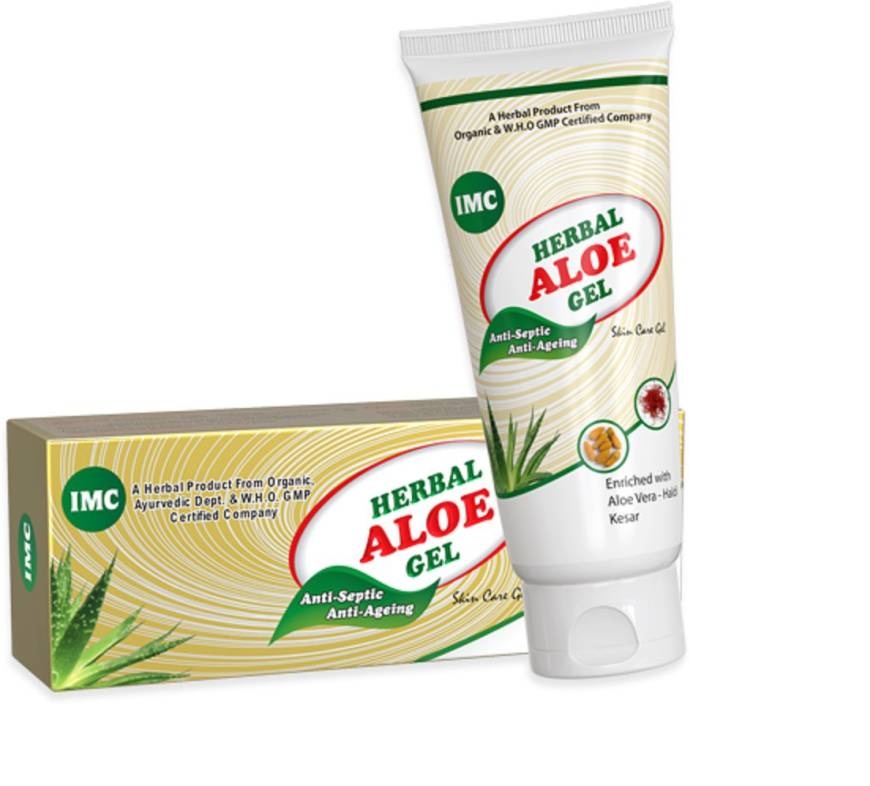 A Herbal Product From
Organic & W.H.O GMP Certified Company
IMC
HERBAL
ALOE
GEL
Anti-Septic
Anti-Ageing
Skin Care Gel
Enriched with
Aloe Vera - Haldi
Kesar
IMC
IMC
A Herbal Product From Organic,
Ayurvedic Dept. & W.H.O. GMP
Certified Company
HERBAL
ALOE
GEL
Anti-Septic
Anti-Ageing
Skin Care